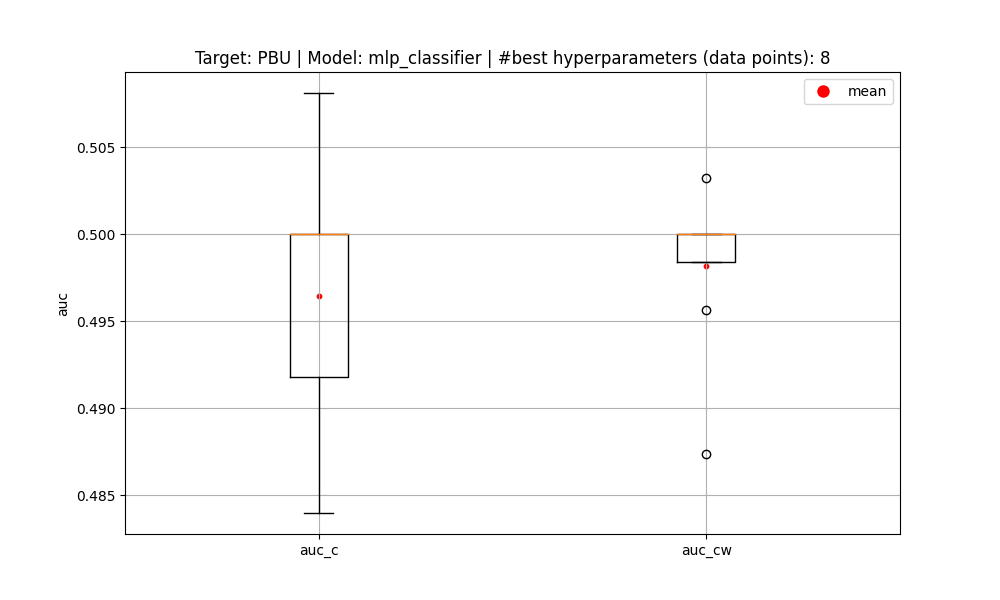 Target: PBU | Model: mlp_classifier | #best hyperparameters (data points): 8
mean
0.505
0.500
0.495
0.490
0.485
auc
auc_c
auc_cw